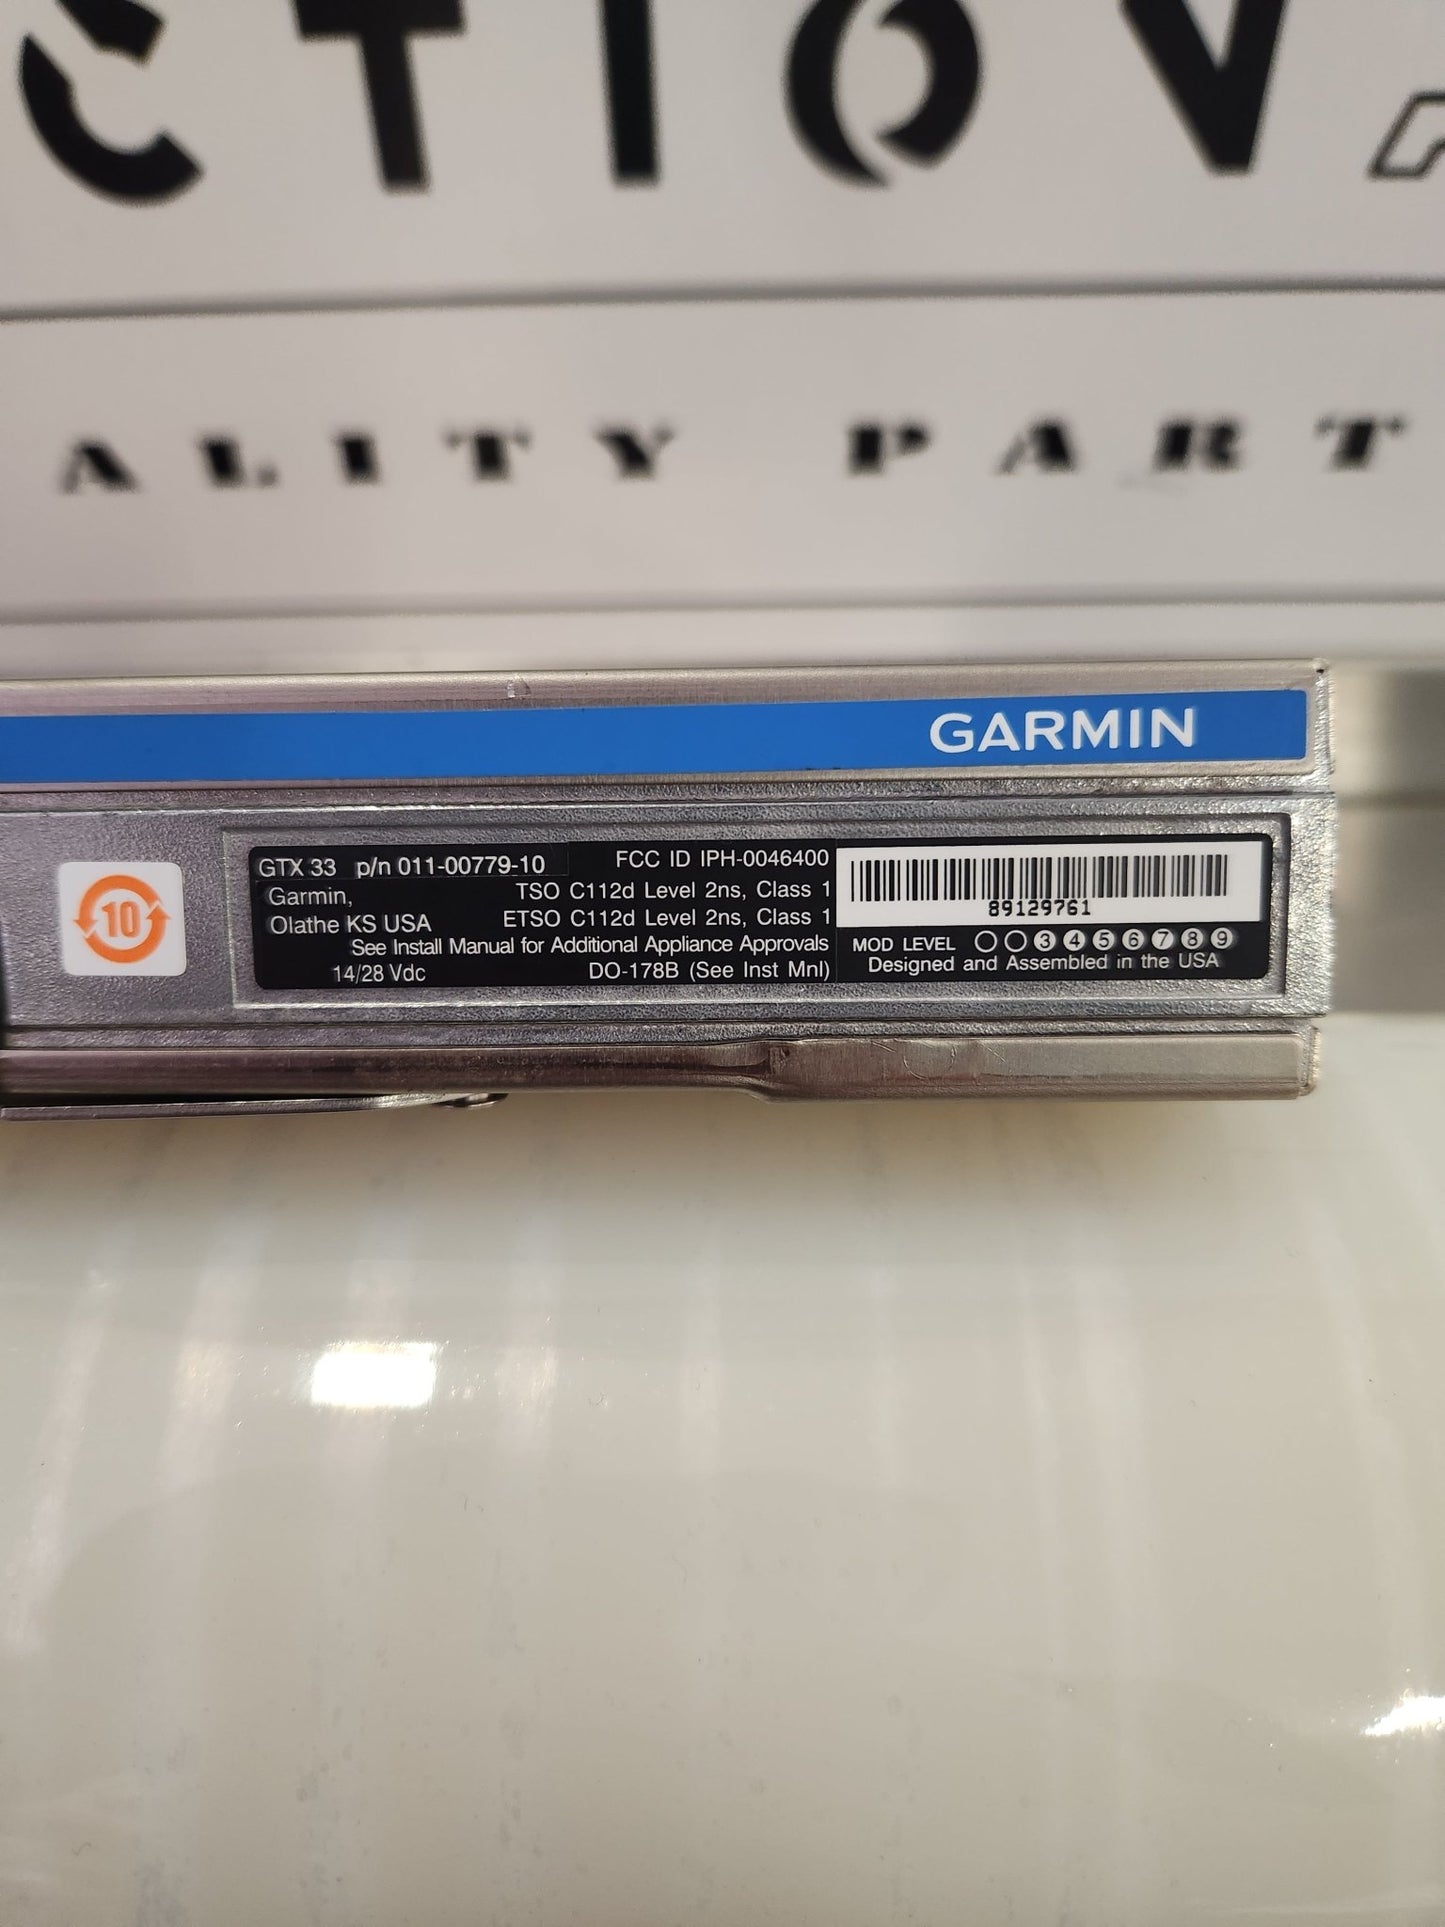 CTION
ALITY PART
GARMIN
10
GTX 33 p/n 011-00779-10
Garmin,
Olathe KS USA
FCC ID IPH-0046400
TSO C112d Level 2ns, Class 1
ETSO C112d Level 2ns, Class 1
See Install Manual for Additional Appliance Approvals
14/28 Vdc
DO-178B (See Inst Mnl)
89129761
MOD LEVEL 3 4 5 6 7 8 9
Designed and Assembled in the USA